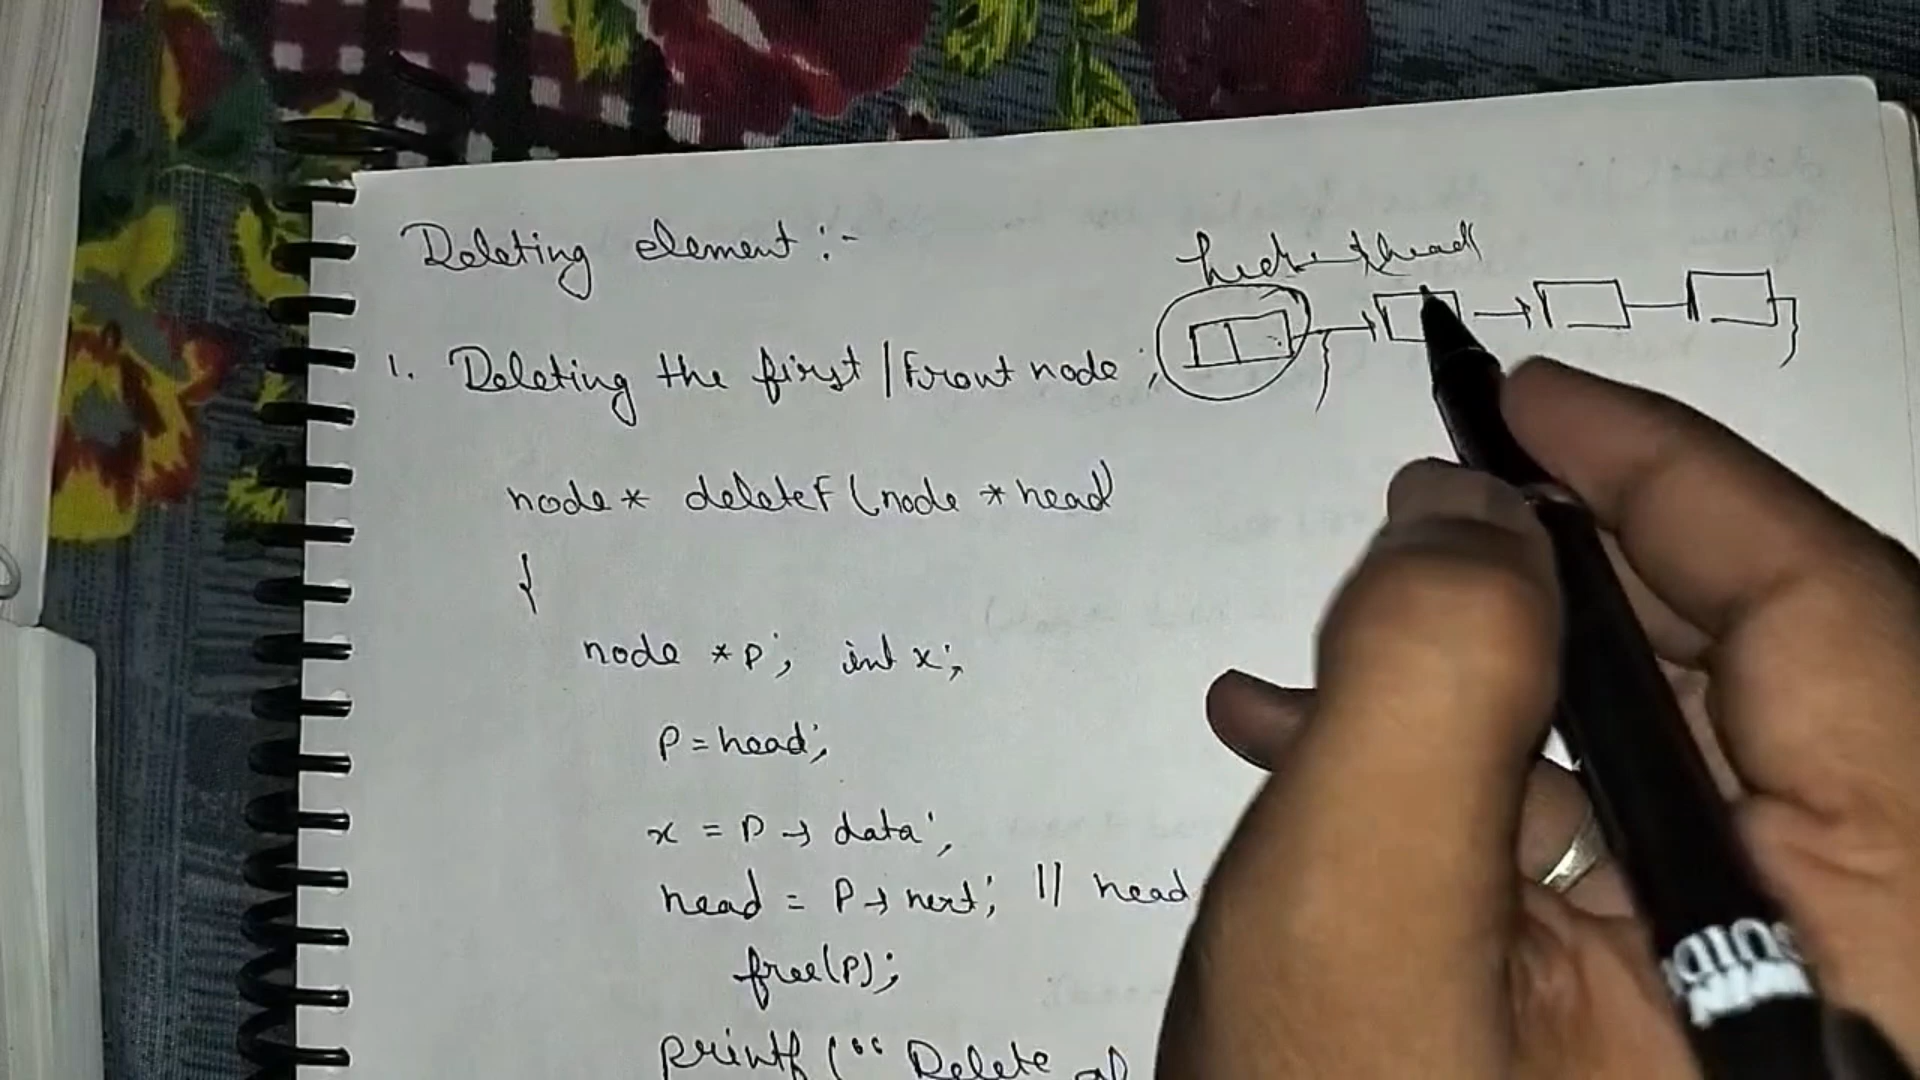 Deleting element :-
head
1. Deleting the first / Front node ;
node * deleteF (node * head)
{
node *p; int x;
p = head;
x = p → data;
head = p → next; // head
free(p);
printf (" Delete